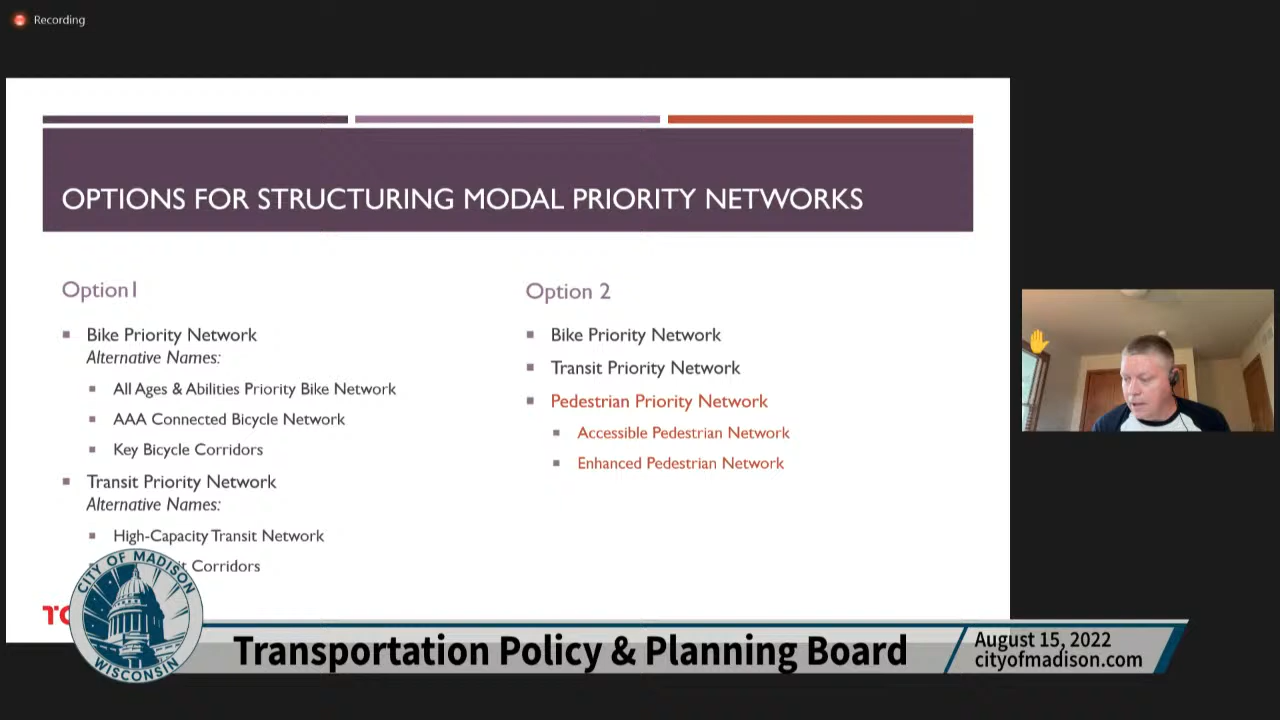 Recording
OPTIONS FOR STRUCTURING MODAL PRIORITY NETWORKS
Option1
Bike Priority Network
Alternative Names:
All Ages & Abilities Priority Bike Network
AAA Connected Bicycle Network
Key Bicycle Corridors
Transit Priority Network
Alternative Names:
High-Capacity Transit Network
Corridors
Option 2
Bike Priority Network
Transit Priority Network
Pedestrian Priority Network
Accessible Pedestrian Network
Enhanced Pedestrian Network
CITY OF MADISON
WISCONSIN
Transportation Policy & Planning Board
August 15, 2022
cityofmadison.com